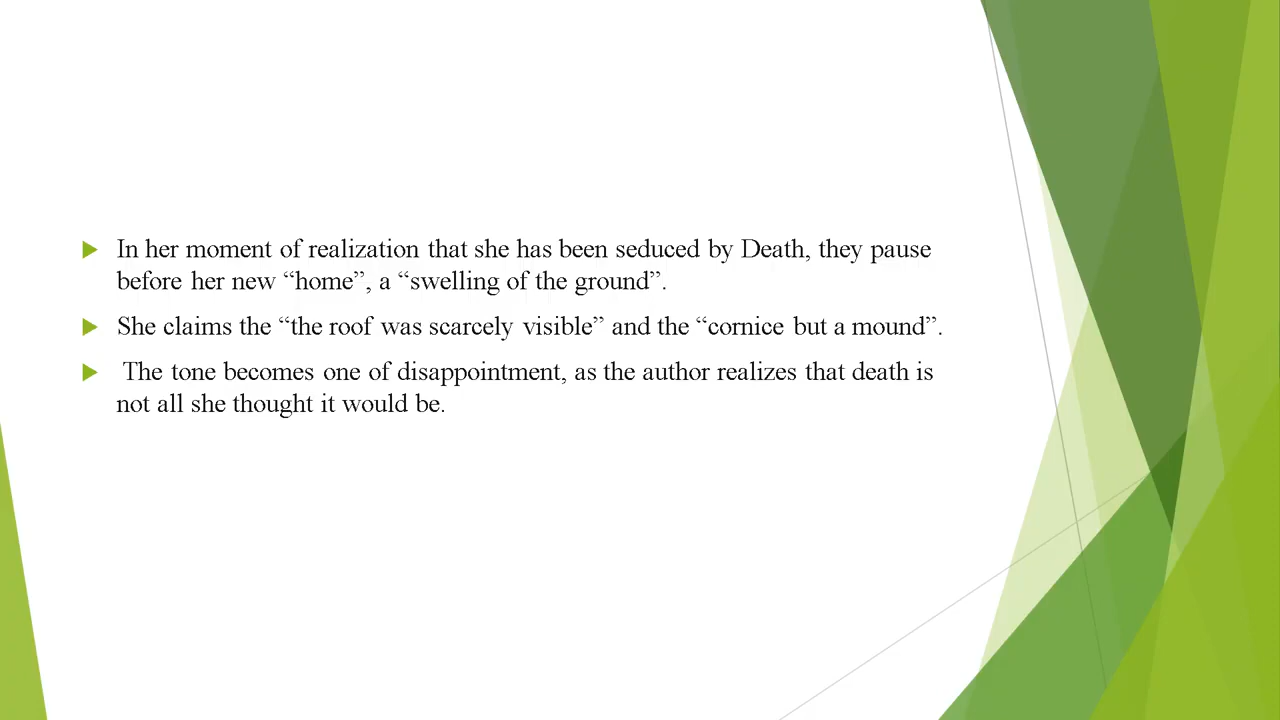 In her moment of realization that she has been seduced by Death, they pause
before her new “home”, a “swelling of the ground”.
She claims the “the roof was scarcely visible” and the “cornice but a mound”.
The tone becomes one of disappointment, as the author realizes that death is
not all she thought it would be.